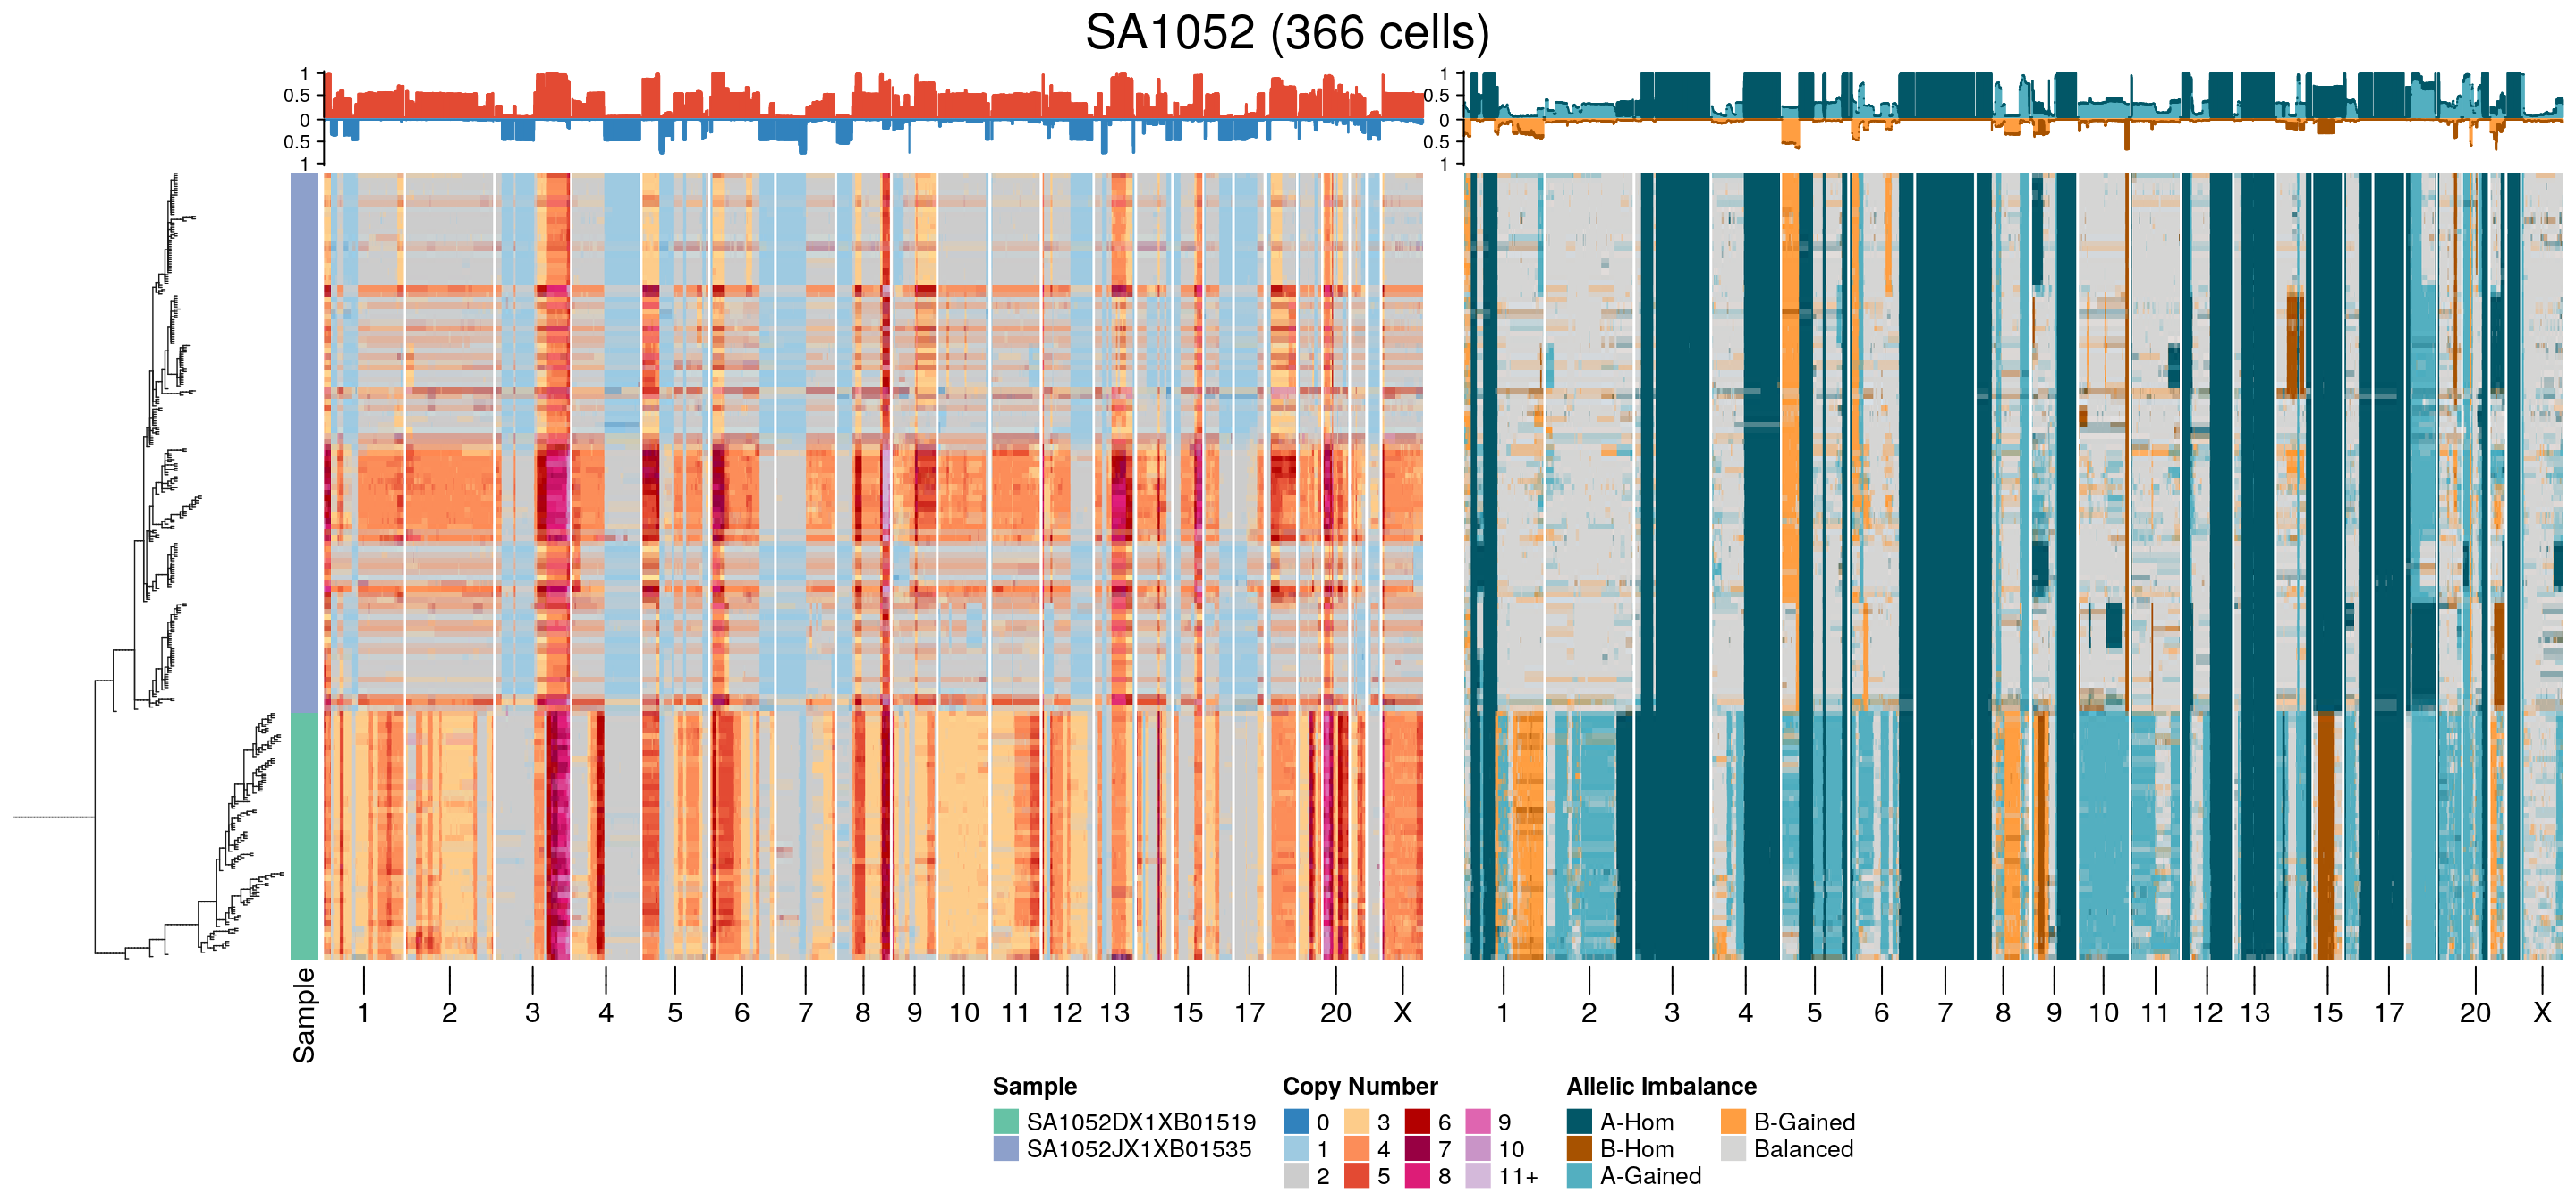 SA1052 (366 cells)
1
0.5
0
0.5
1
1
0.5
0
0.5
1
Sample
1 2 3 4 5 6 7 8 9 10 11 12 13 15 17 20 X
1 2 3 4 5 6 7 8 9 10 11 12 13 15 17 20 X
Sample
SA1052DX1XB01519
SA1052JX1XB01535
Copy Number
0 3 6 9
1 4 7 10
2 5 8 11+
Allelic Imbalance
A-Hom B-Gained
B-Hom Balanced
A-Gained